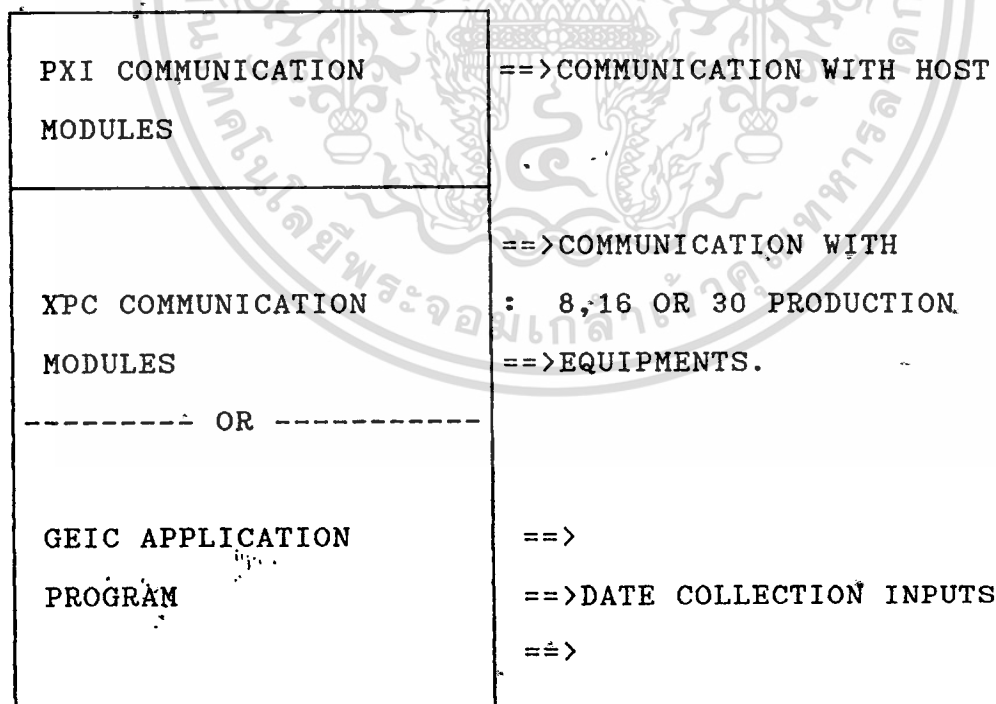 PXI COMMUNICATION ==>COMMUNICATION WITH HOST
MODULES
==>COMMUNICATION WITH
XPC COMMUNICATION : 8,16 OR 30 PRODUCTION.
MODULES ==>EQUIPMENTS.
--------- OR -----------
GEIC APPLICATION ==>
PROGRAM ==>DATE COLLECTION INPUTS
==>